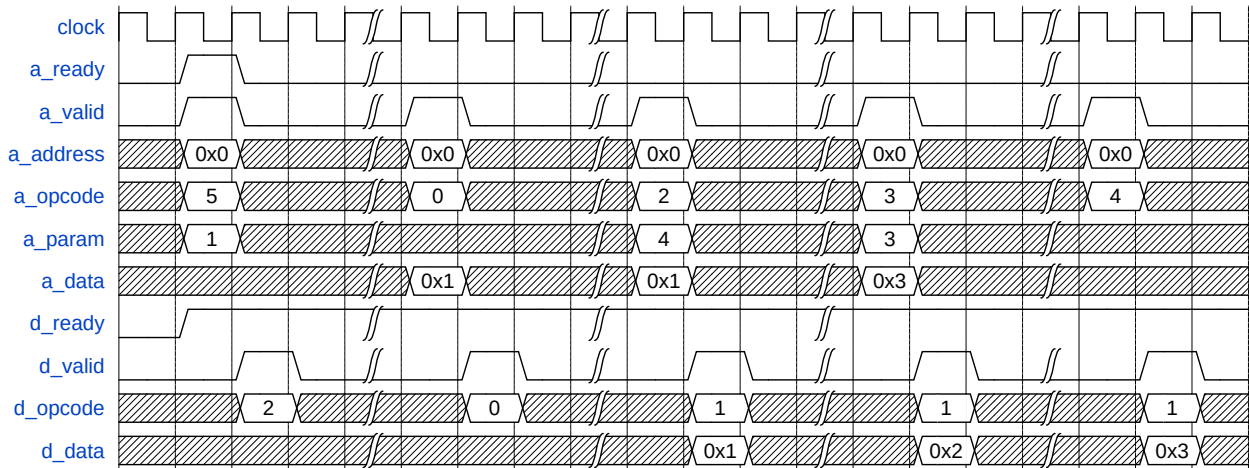 clock
a_ready
a_valid
a_address 0x0 0x0 0x0 0x0 0x0
a_opcode 5 0 2 3 4
a_param 1 4 3
a_data 0x1 0x1 0x3
d_ready
d_valid
d_opcode 2 0 1 1 1
d_data 0x1 0x2 0x3